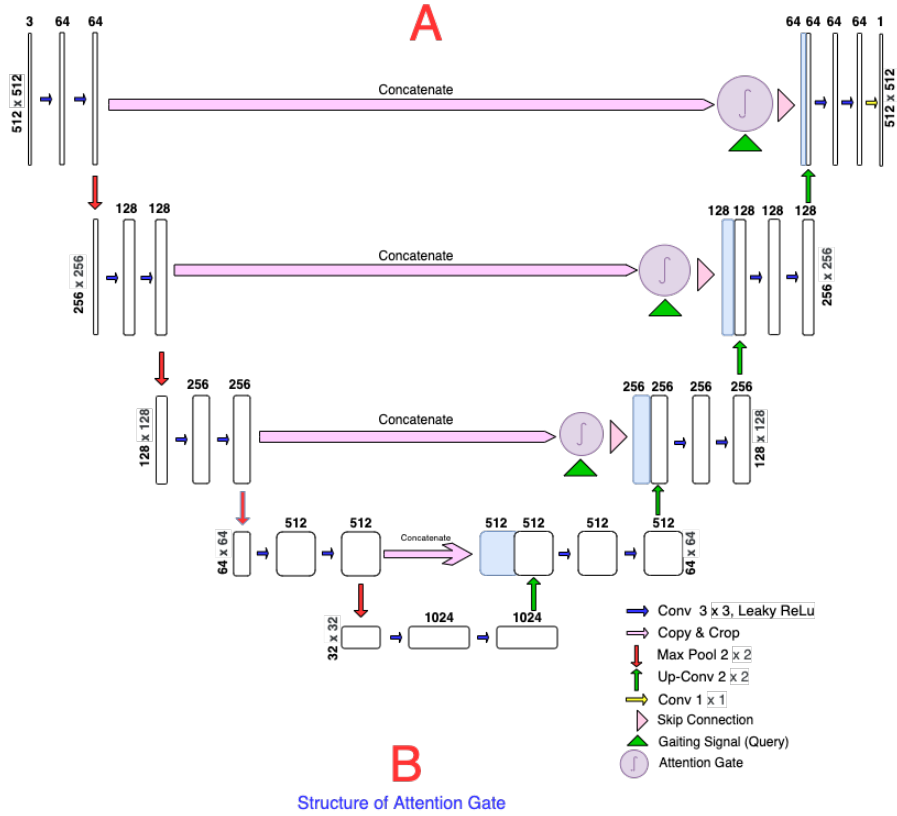 A
3 64 64
64 64 64 64 1
512 x 512
Concatenate
512 x 512
128 128
128 128 128 128
256 x 256
Concatenate
256 x 256
256 256
256 256 256 256
128 x 128
Concatenate
128 x 128
512 512
Concatenate
512 512 512 512
64 x 64
64 x 64
1024 1024
32 x 32
Conv 3 x 3, Leaky ReLu
Copy & Crop
Max Pool 2 x 2
Up-Conv 2 x 2
Conv 1 x 1
Skip Connection
Gaiting Signal (Query)
∫ Attention Gate
B
Structure of Attention Gate